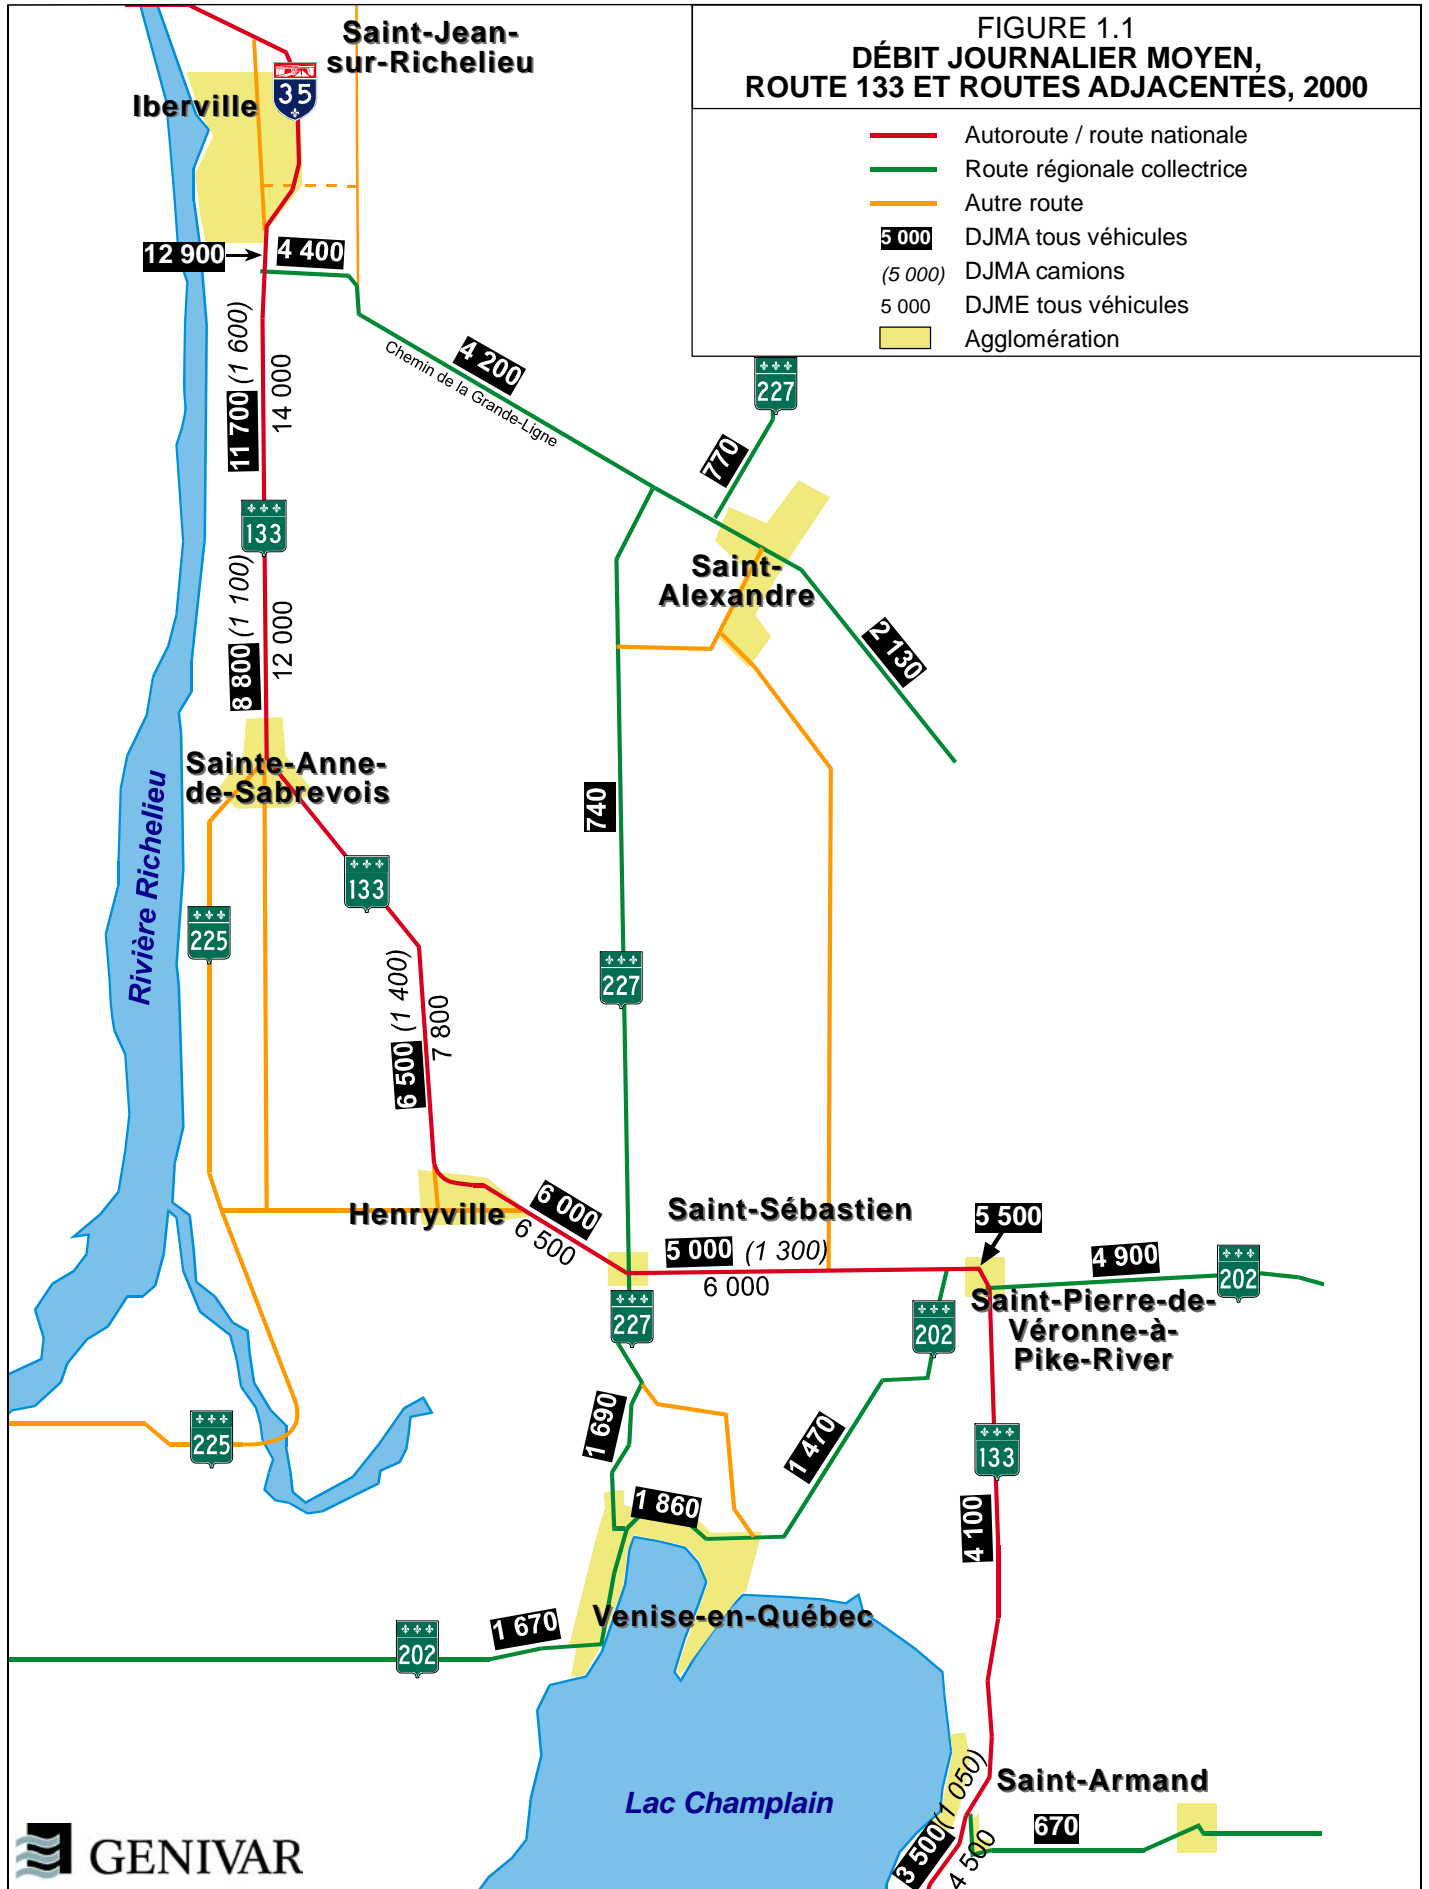 FIGURE 1.1
DÉBIT JOURNALIER MOYEN,
ROUTE 133 ET ROUTES ADJACENTES, 2000
Autoroute / route nationale
Route régionale collectrice
Autre route
5 000 DJMA tous véhicules
(5 000) DJMA camions
5 000 DJME tous véhicules
Agglomération
Saint-Jean-
sur-Richelieu
35
Iberville
12 900
4 400
11 700 (1 600)
14 000
4 200
Chemin de la Grande-Ligne
227
770
133
Saint-
Alexandre
8 800 (1 100)
12 000
2 130
Sainte-Anne-
de-Sabrevois
Rivière Richelieu
740
133
225
227
6 500 (1 400)
7 800
Henryville
6 000
6 500
Saint-Sébastien
5 000 (1 300)
6 000
5 500
4 900
202
Saint-Pierre-de-
Véronne-à-
Pike-River
227
202
225
1 690
1 470
133
1 860
4 100
Venise-en-Québec
202
1 670
Lac Champlain
Saint-Armand
3 500 (1 050)
4 500
670
GENIVAR